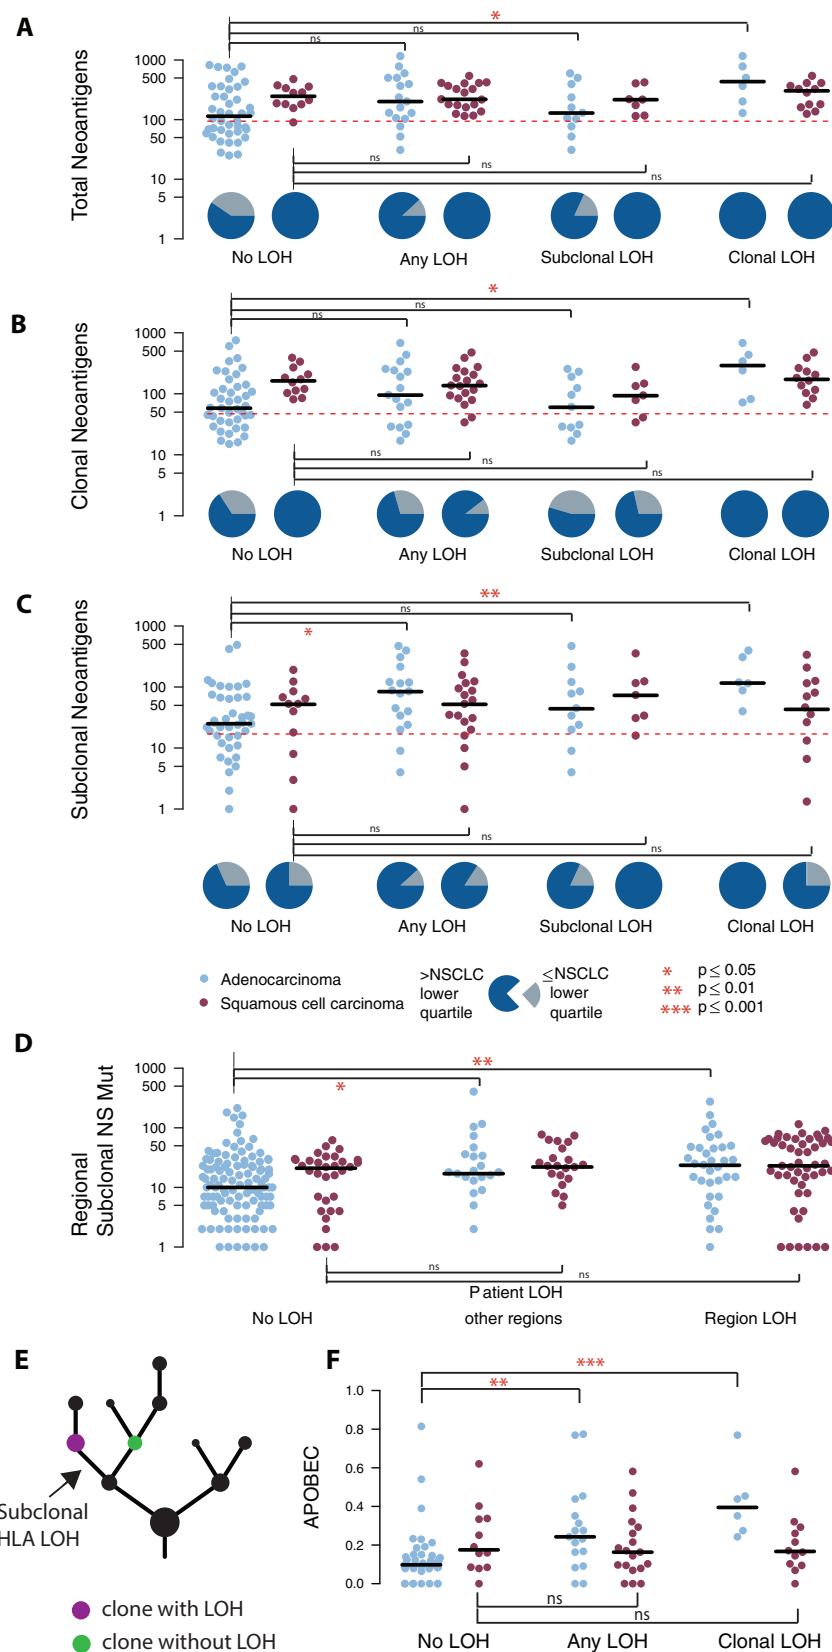 A
Total Neoantigens
1000
500
100
50
10
5
1
*
ns
ns
ns
ns
ns
No LOH
Any LOH
Subclonal LOH
Clonal LOH
B
Clonal Neoantigens
1000
500
100
50
10
5
1
*
ns
ns
ns
ns
ns
No LOH
Any LOH
Subclonal LOH
Clonal LOH
C
Subclonal Neoantigens
1000
500
100
50
10
5
1
**
ns
*
ns
ns
ns
No LOH
Any LOH
Subclonal LOH
Clonal LOH
Adenocarcinoma
Squamous cell carcinoma
>NSCLC
lower
quartile
≤NSCLC
lower
quartile
* p ≤ 0.05
** p ≤ 0.01
*** p ≤ 0.001
D
Regional
Subclonal NS Mut
1000
500
100
50
10
5
1
**
*
ns
ns
No LOH
Patient LOH
other regions
Region LOH
E
Subclonal
HLA LOH
clone with LOH
clone without LOH
F
APOBEC
1.0
0.8
0.6
0.4
0.2
0.0
***
**
ns
ns
No LOH
Any LOH
Clonal LOH